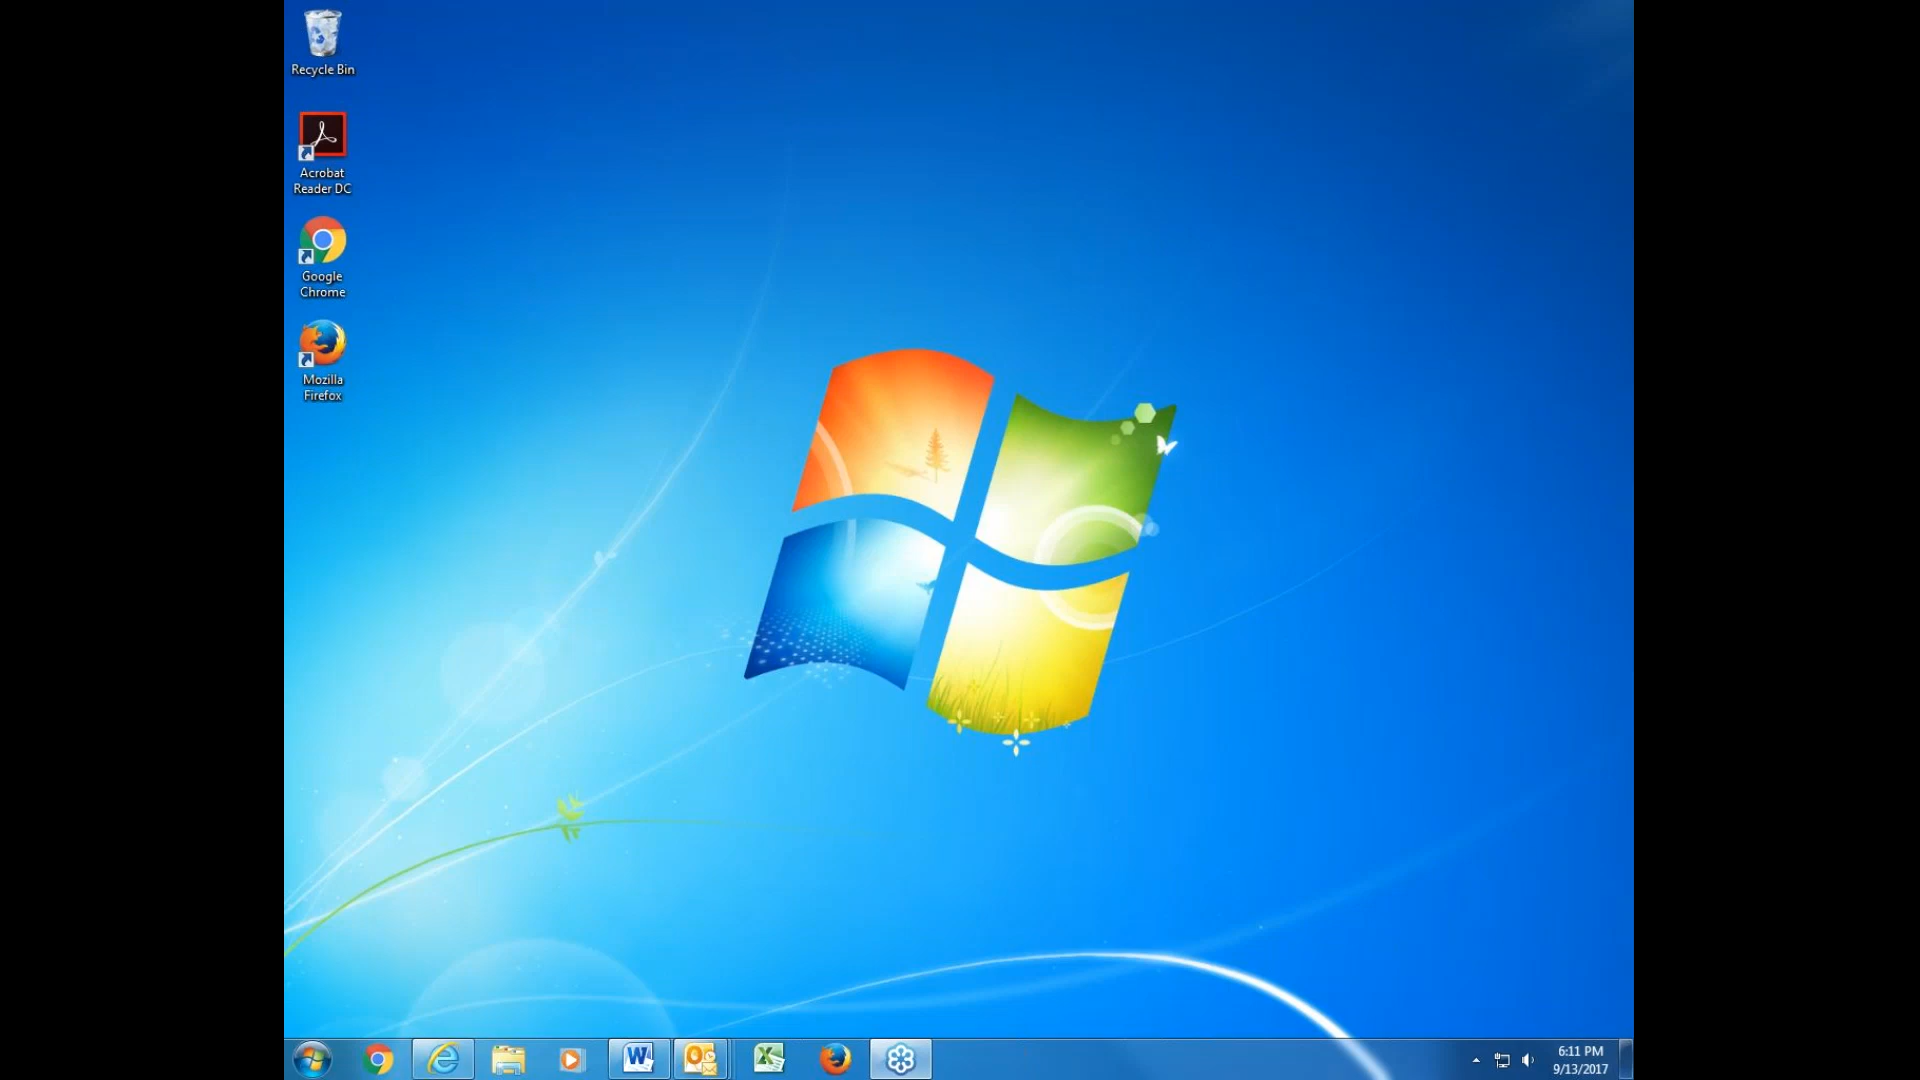 Recycle Bin
Acrobat
Reader DC
Google
Chrome
Mozilla
Firefox
6:11 PM
9/13/2017